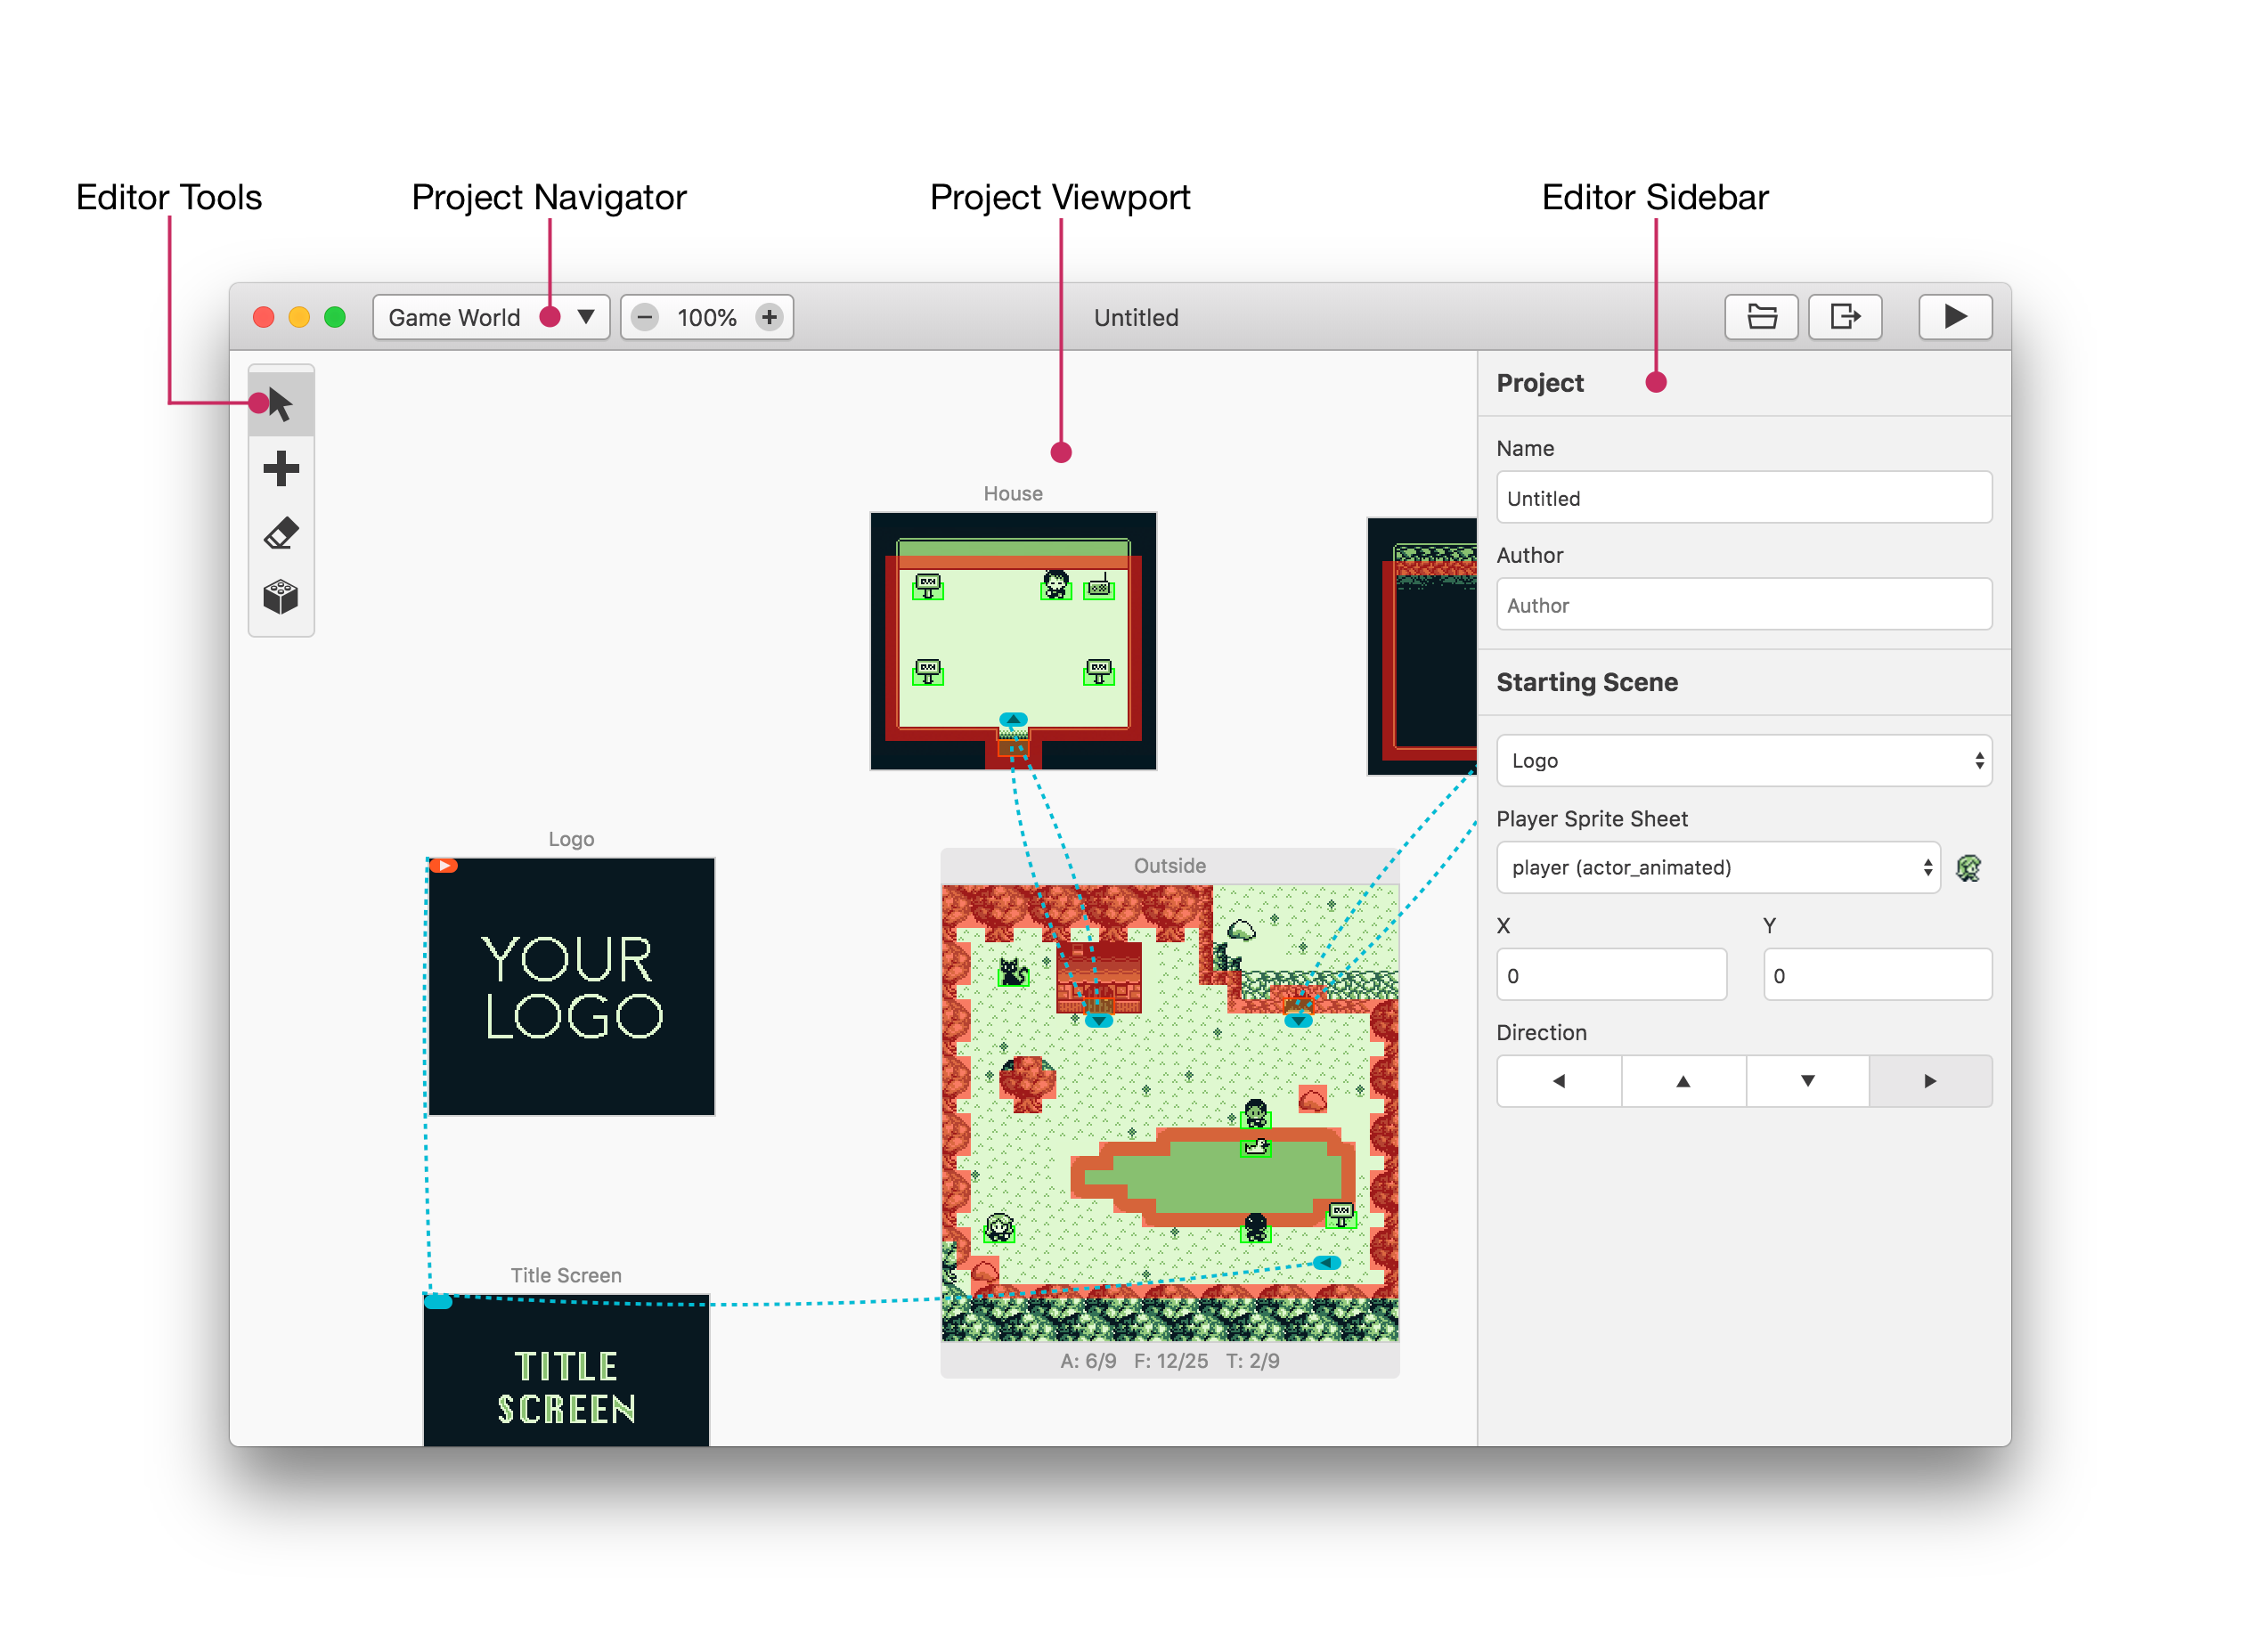 Editor Tools
Project Navigator
Project Viewport
Editor Sidebar
Game World
100%
Untitled
Project
Name
Untitled
Author
Author
Starting Scene
Logo
Player Sprite Sheet
player (actor_animated)
X
Y
0
0
Direction
House
Logo
YOUR
LOGO
Outside
A: 6/9 F: 12/25 T: 2/9
Title Screen
TITLE
SCREEN